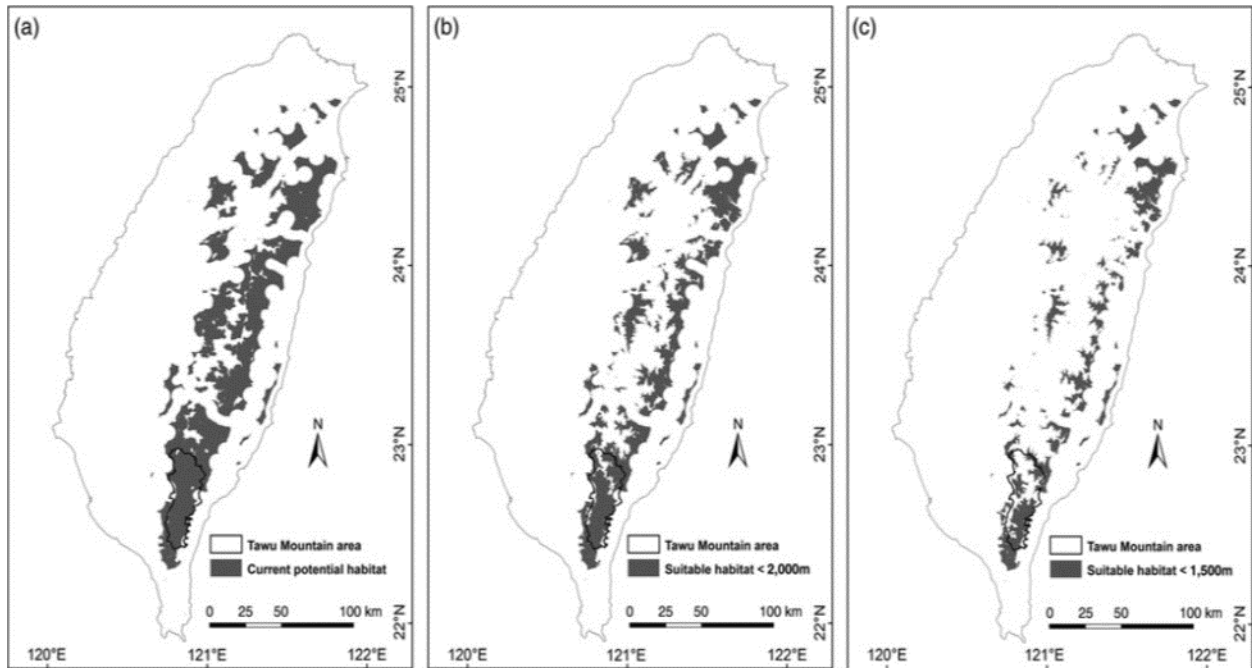 (a)
25°N
24°N
23°N
22°N
N
Tawu Mountain area
Current potential habitat
0 25 50 100 km
120°E 121°E 122°E
(b)
25°N
24°N
23°N
22°N
N
Tawu Mountain area
Suitable habitat < 2,000m
0 25 50 100 km
120°E 121°E 122°E
(c)
25°N
24°N
23°N
22°N
N
Tawu Mountain area
Suitable habitat < 1,500m
0 25 50 100 km
120°E 121°E 122°E